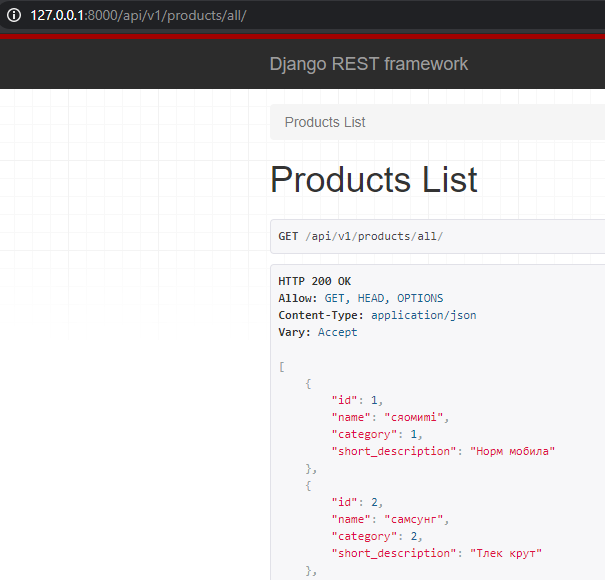 127.0.0.1:8000/api/v1/products/all/
Django REST framework
Products List
Products List
GET /api/v1/products/all/
HTTP 200 OK
Allow: GET, HEAD, OPTIONS
Content-Type: application/json
Vary: Accept
[
{
"id": 1,
"name": "сяомимі",
"category": 1,
"short_description": "Норм мобила"
},
{
"id": 2,
"name": "самсунг",
"category": 2,
"short_description": "Тлек крут"
},